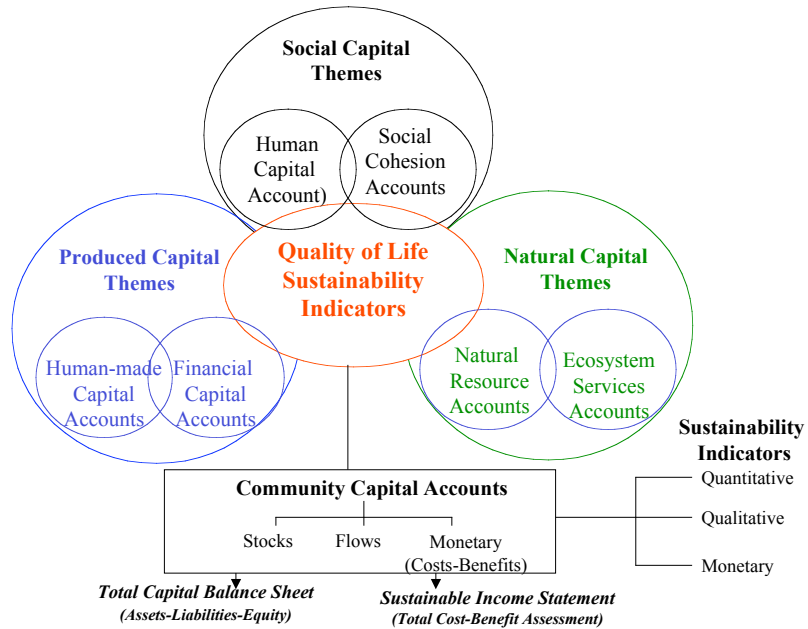 Social Capital
Themes
Human
Capital
Account)
Social
Cohesion
Accounts
Produced Capital
Themes
Quality of Life
Sustainability
Indicators
Natural Capital
Themes
Human-made
Capital
Accounts
Financial
Capital
Accounts
Natural
Resource
Accounts
Ecosystem
Services
Accounts
Sustainability
Indicators
Quantitative
Qualitative
Monetary
Community Capital Accounts
Stocks
Flows
Monetary
(Costs-Benefits)
Total Capital Balance Sheet
(Assets-Liabilities-Equity)
Sustainable Income Statement
(Total Cost-Benefit Assessment)